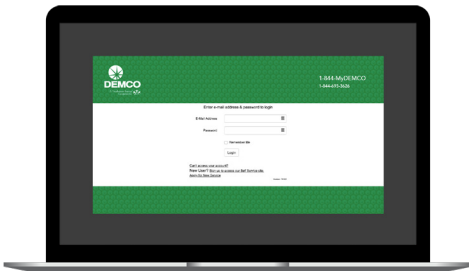 DEMCO
1-844-MyDEMCO
1-844-693-3626
Enter e-mail address & password to login
E-Mail Address
Password
Remember Me
Login
Can't access your account?
New User? Sign up to access our Self Service site.
Apply for New Service